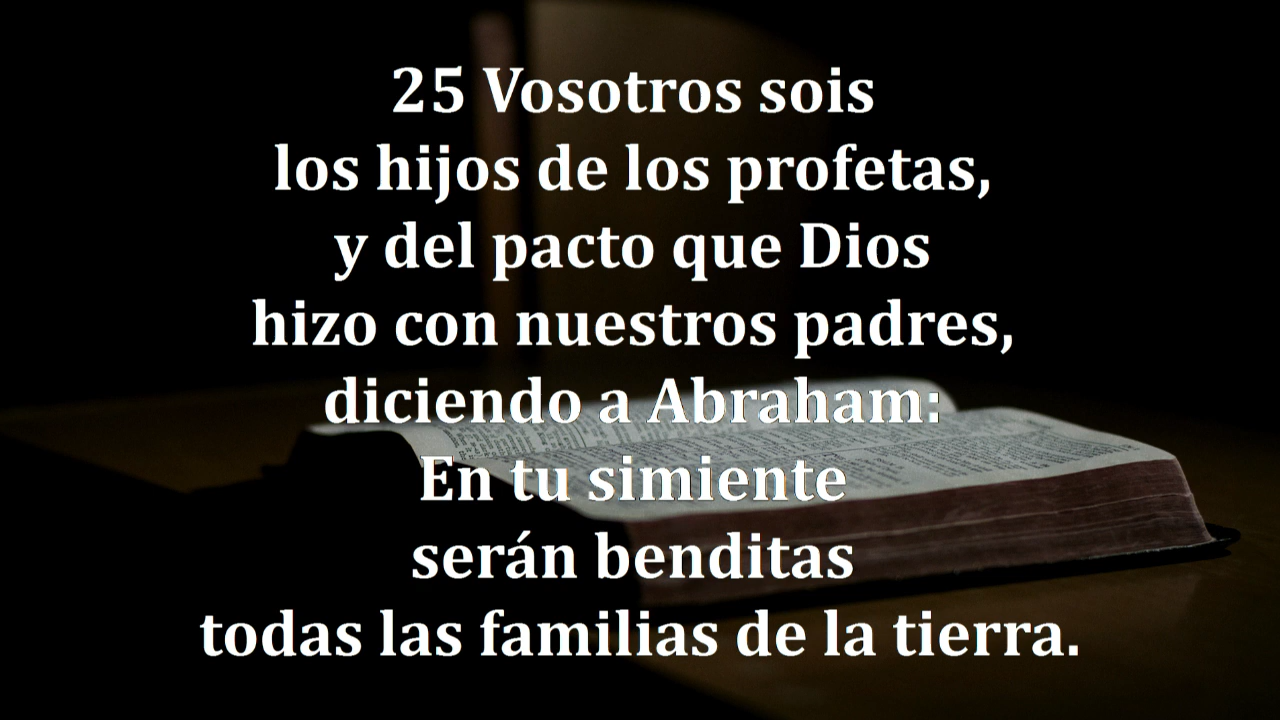 25 Vosotros sois
los hijos de los profetas,
y del pacto que Dios
hizo con nuestros padres,
diciendo a Abraham:
En tu simiente
serán benditas
todas las familias de la tierra.